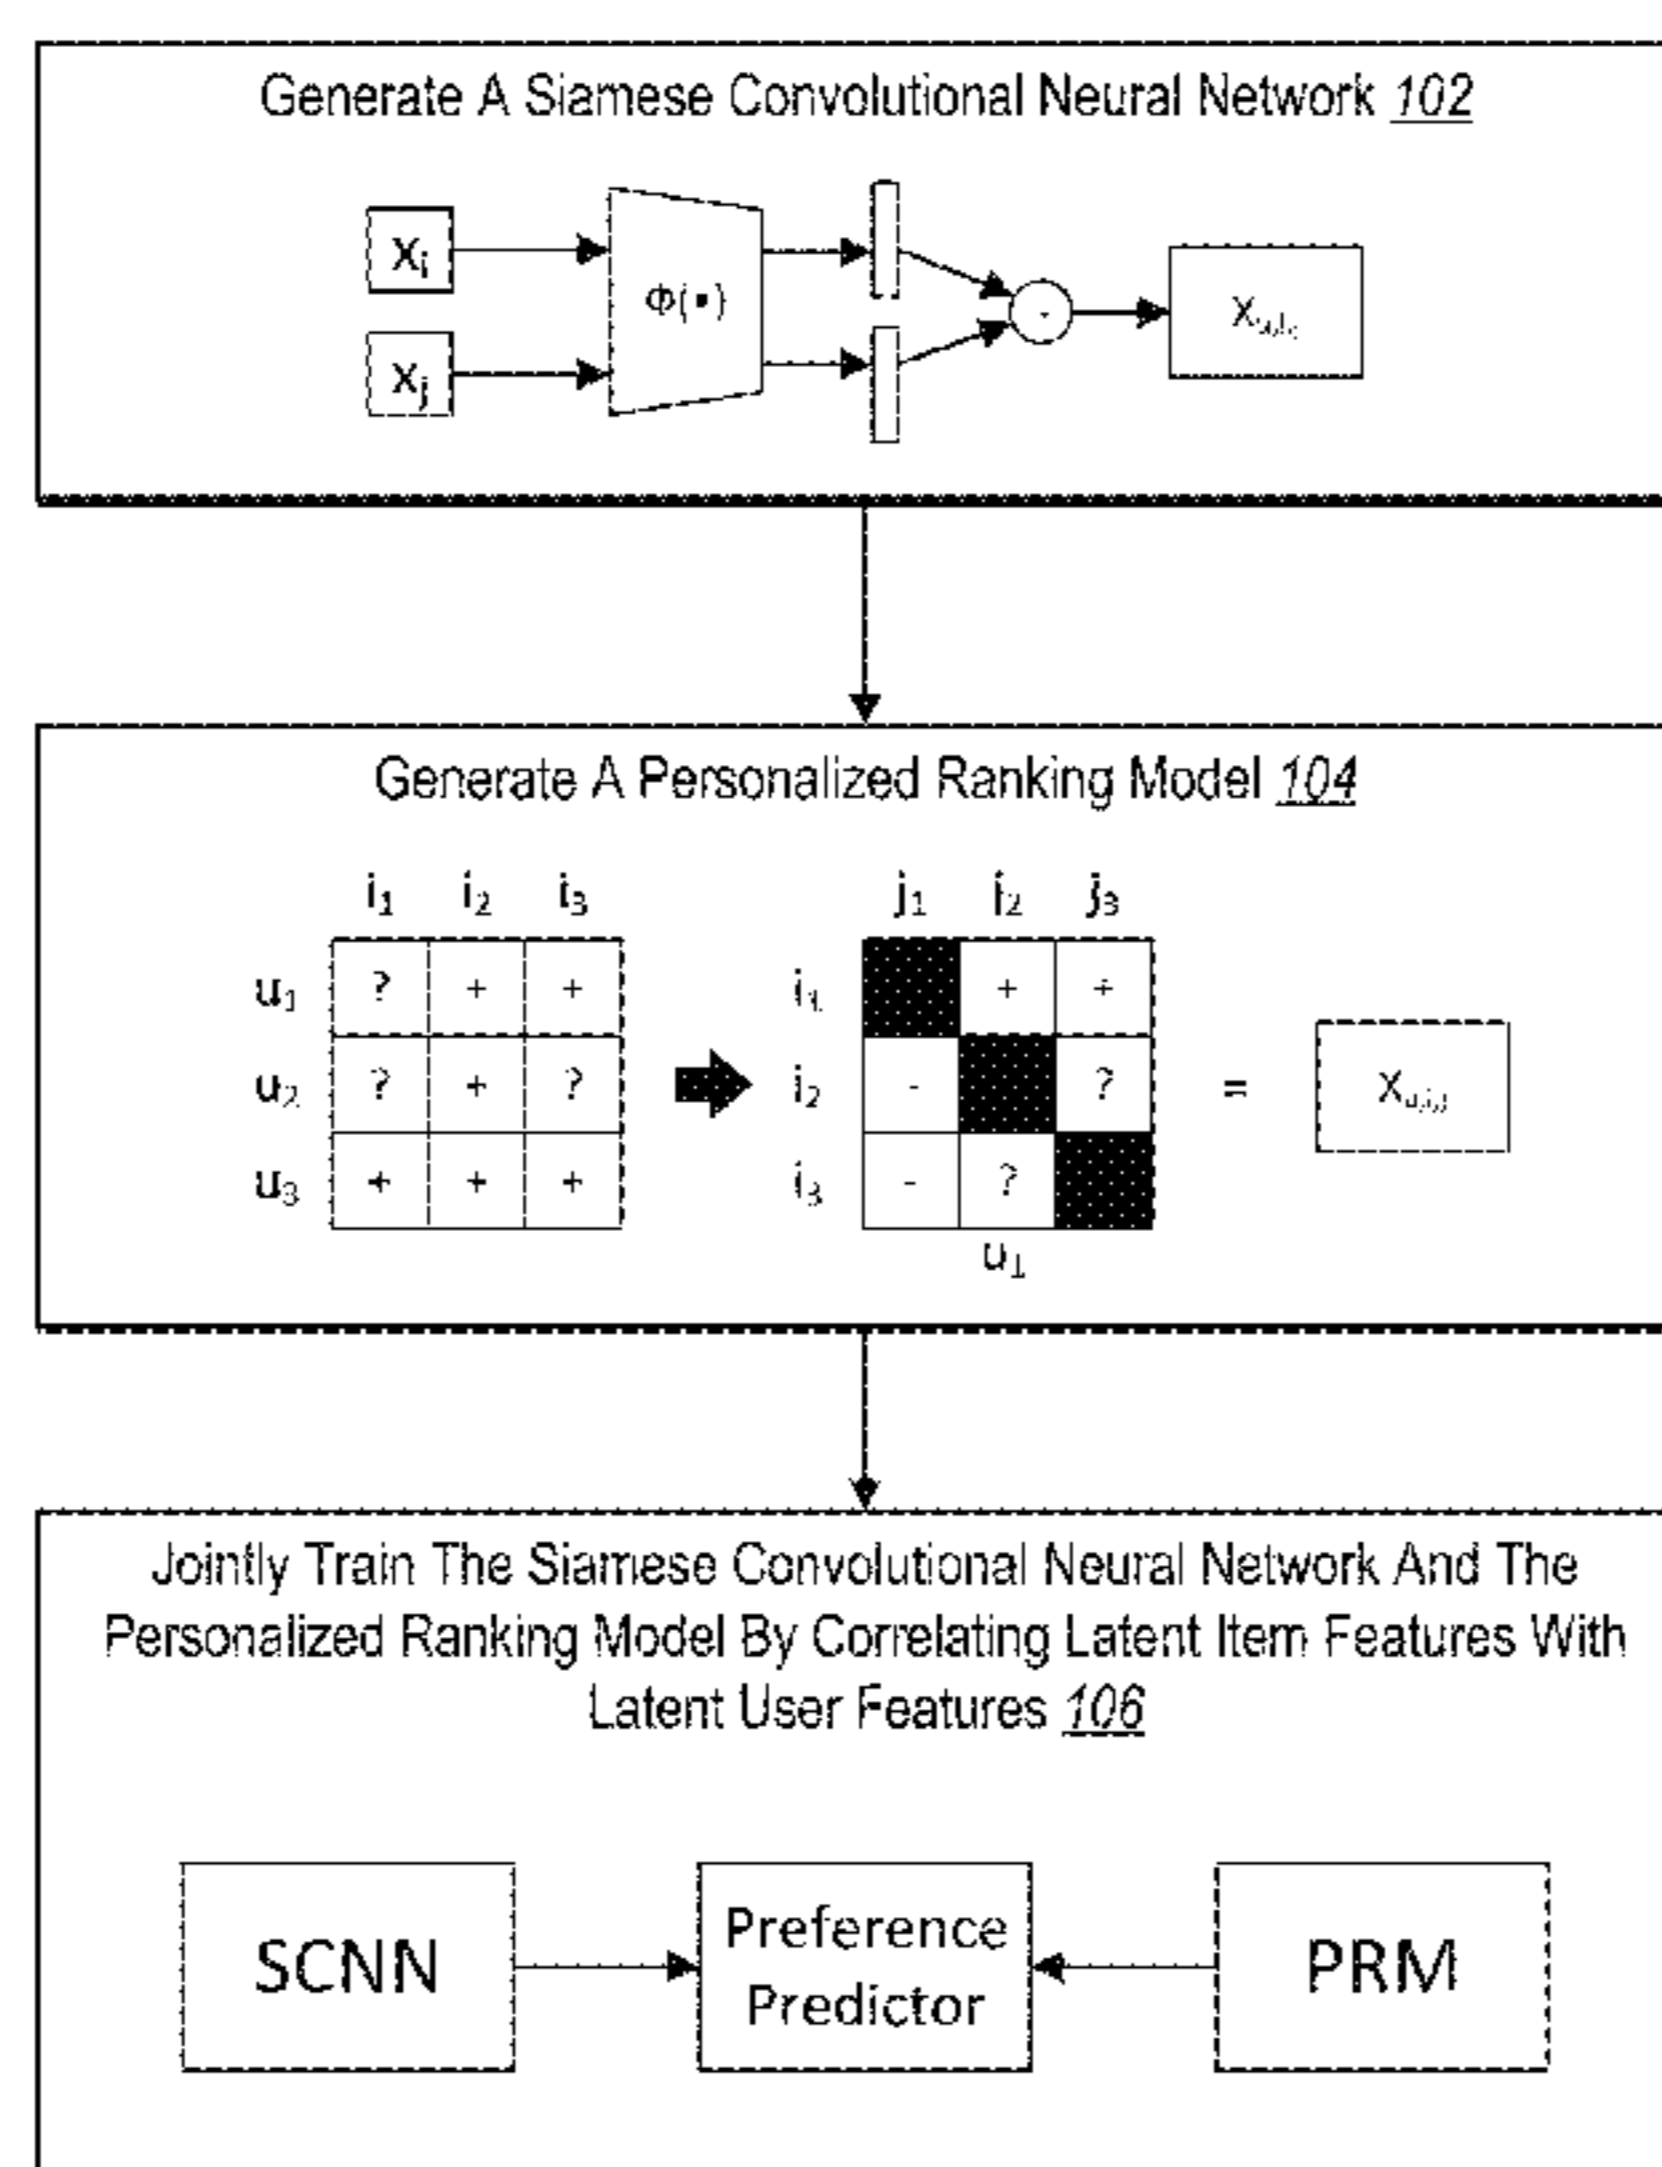 Generate A Siamese Convolutional Neural Network 102
Xi
Φ(▪)
Xj
Generate A Personalized Ranking Model 104
i1 i2 i3
j1 j2 j3
u1 ? + +
i1 + +
u2 ? + ?
i2 - ?
=
u3 + + +
i3 - ?
u1
Jointly Train The Siamese Convolutional Neural Network And The
Personalized Ranking Model By Correlating Latent Item Features With
Latent User Features 106
SCNN
Preference
Predictor
PRM